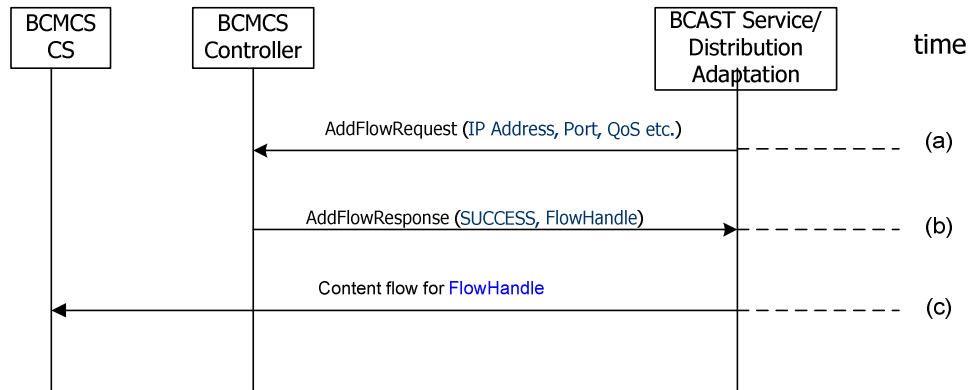 BCMCS
CS
BCMCS
Controller
BCAST Service/
Distribution
Adaptation
time
AddFlowRequest (IP Address, Port, QoS etc.)
(a)
AddFlowResponse (SUCCESS, FlowHandle)
(b)
Content flow for FlowHandle
(c)